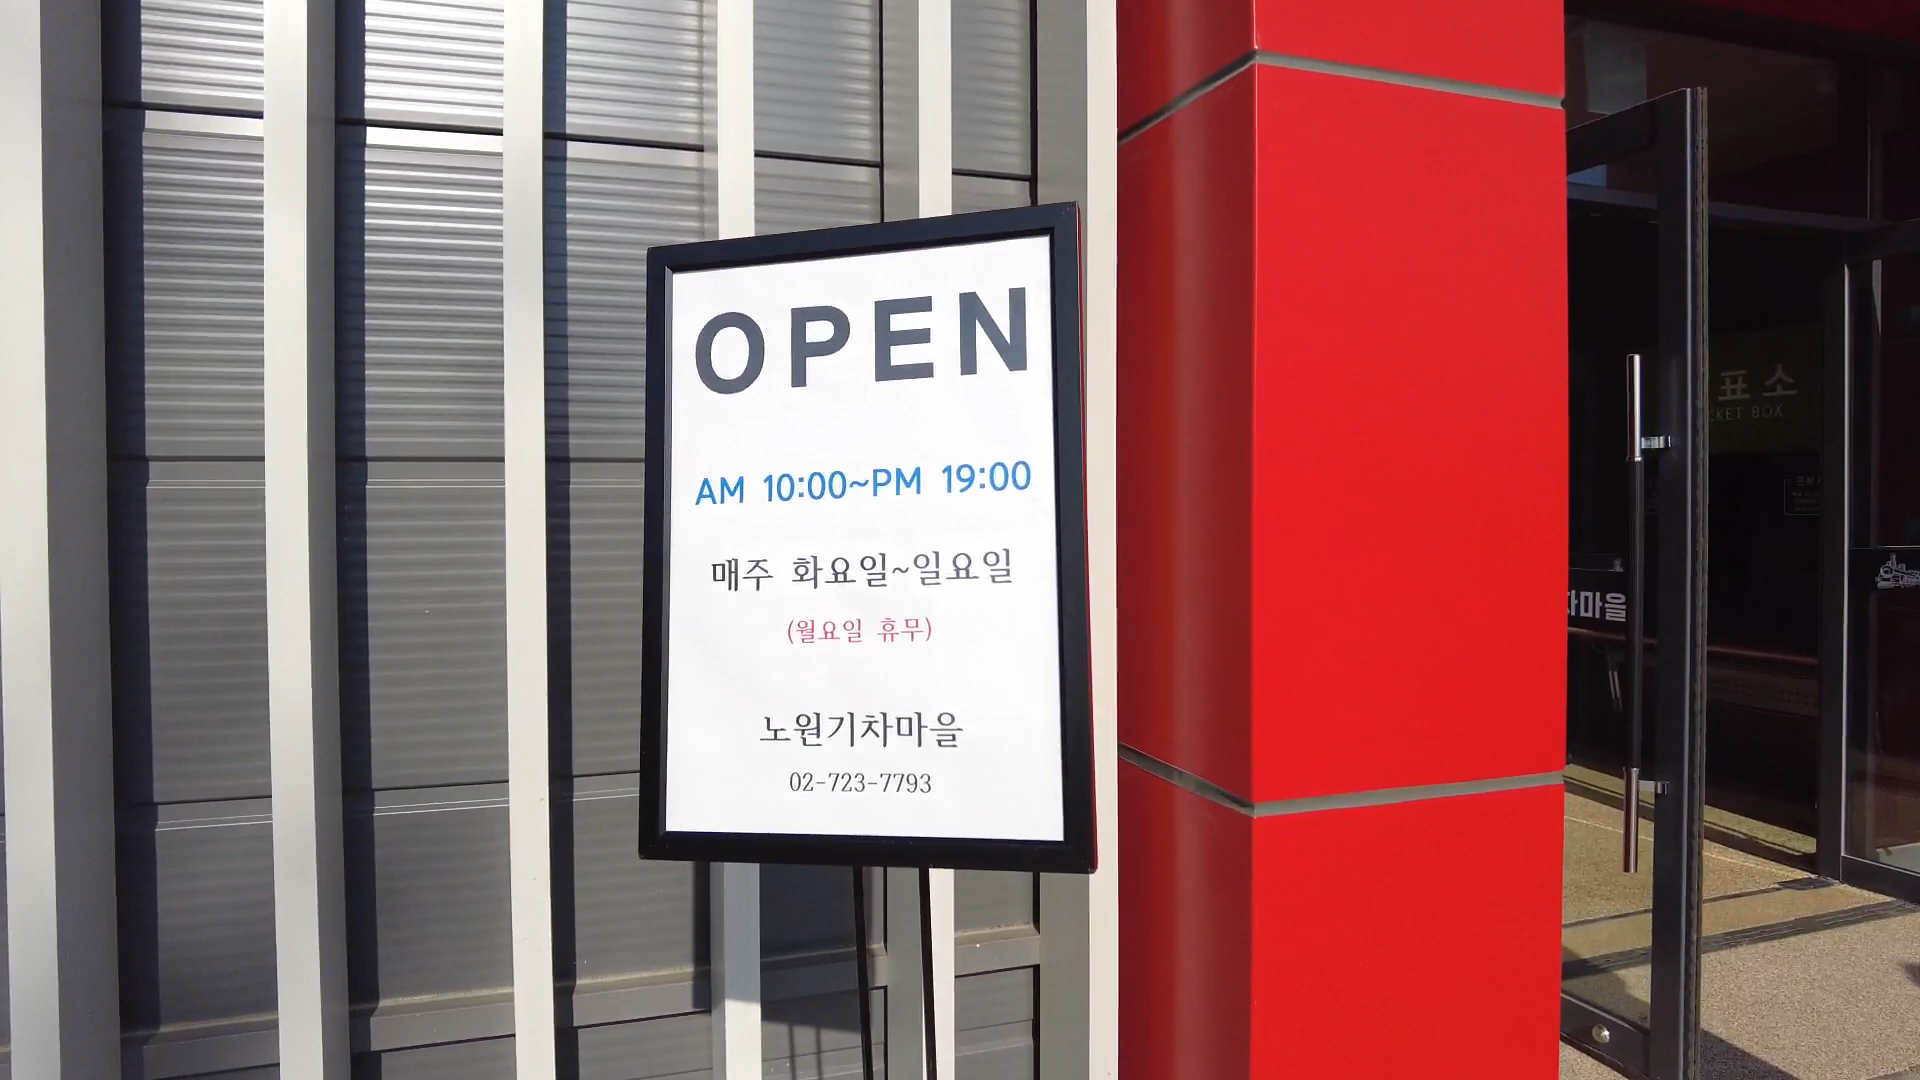 OPEN
AM 10:00~PM 19:00
매주 화요일~일요일
(월요일 휴무)
노원기차마을
02-723-7793
표소
CKET BOX
차마을